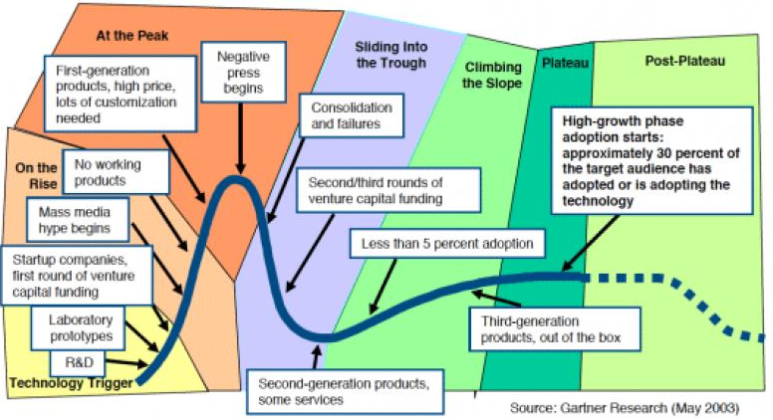 At the Peak
Negative
press
begins
Sliding Into
the Trough
Climbing
the Slope
Plateau
Post-Plateau
First-generation
products, high price,
lots of customization
needed
Consolidation
and failures
High-growth phase
adoption starts:
approximately 30 percent of
the target audience has
adopted or is adopting the
technology
On the
Rise
No working
products
Second/third rounds of
venture capital funding
Mass media
hype begins
Less than 5 percent adoption
Startup companies,
first round of venture
capital funding
Laboratory
prototypes
Third-generation
products, out of the box
R&D
Technology Trigger
Second-generation products,
some services
Source: Gartner Research (May 2003)